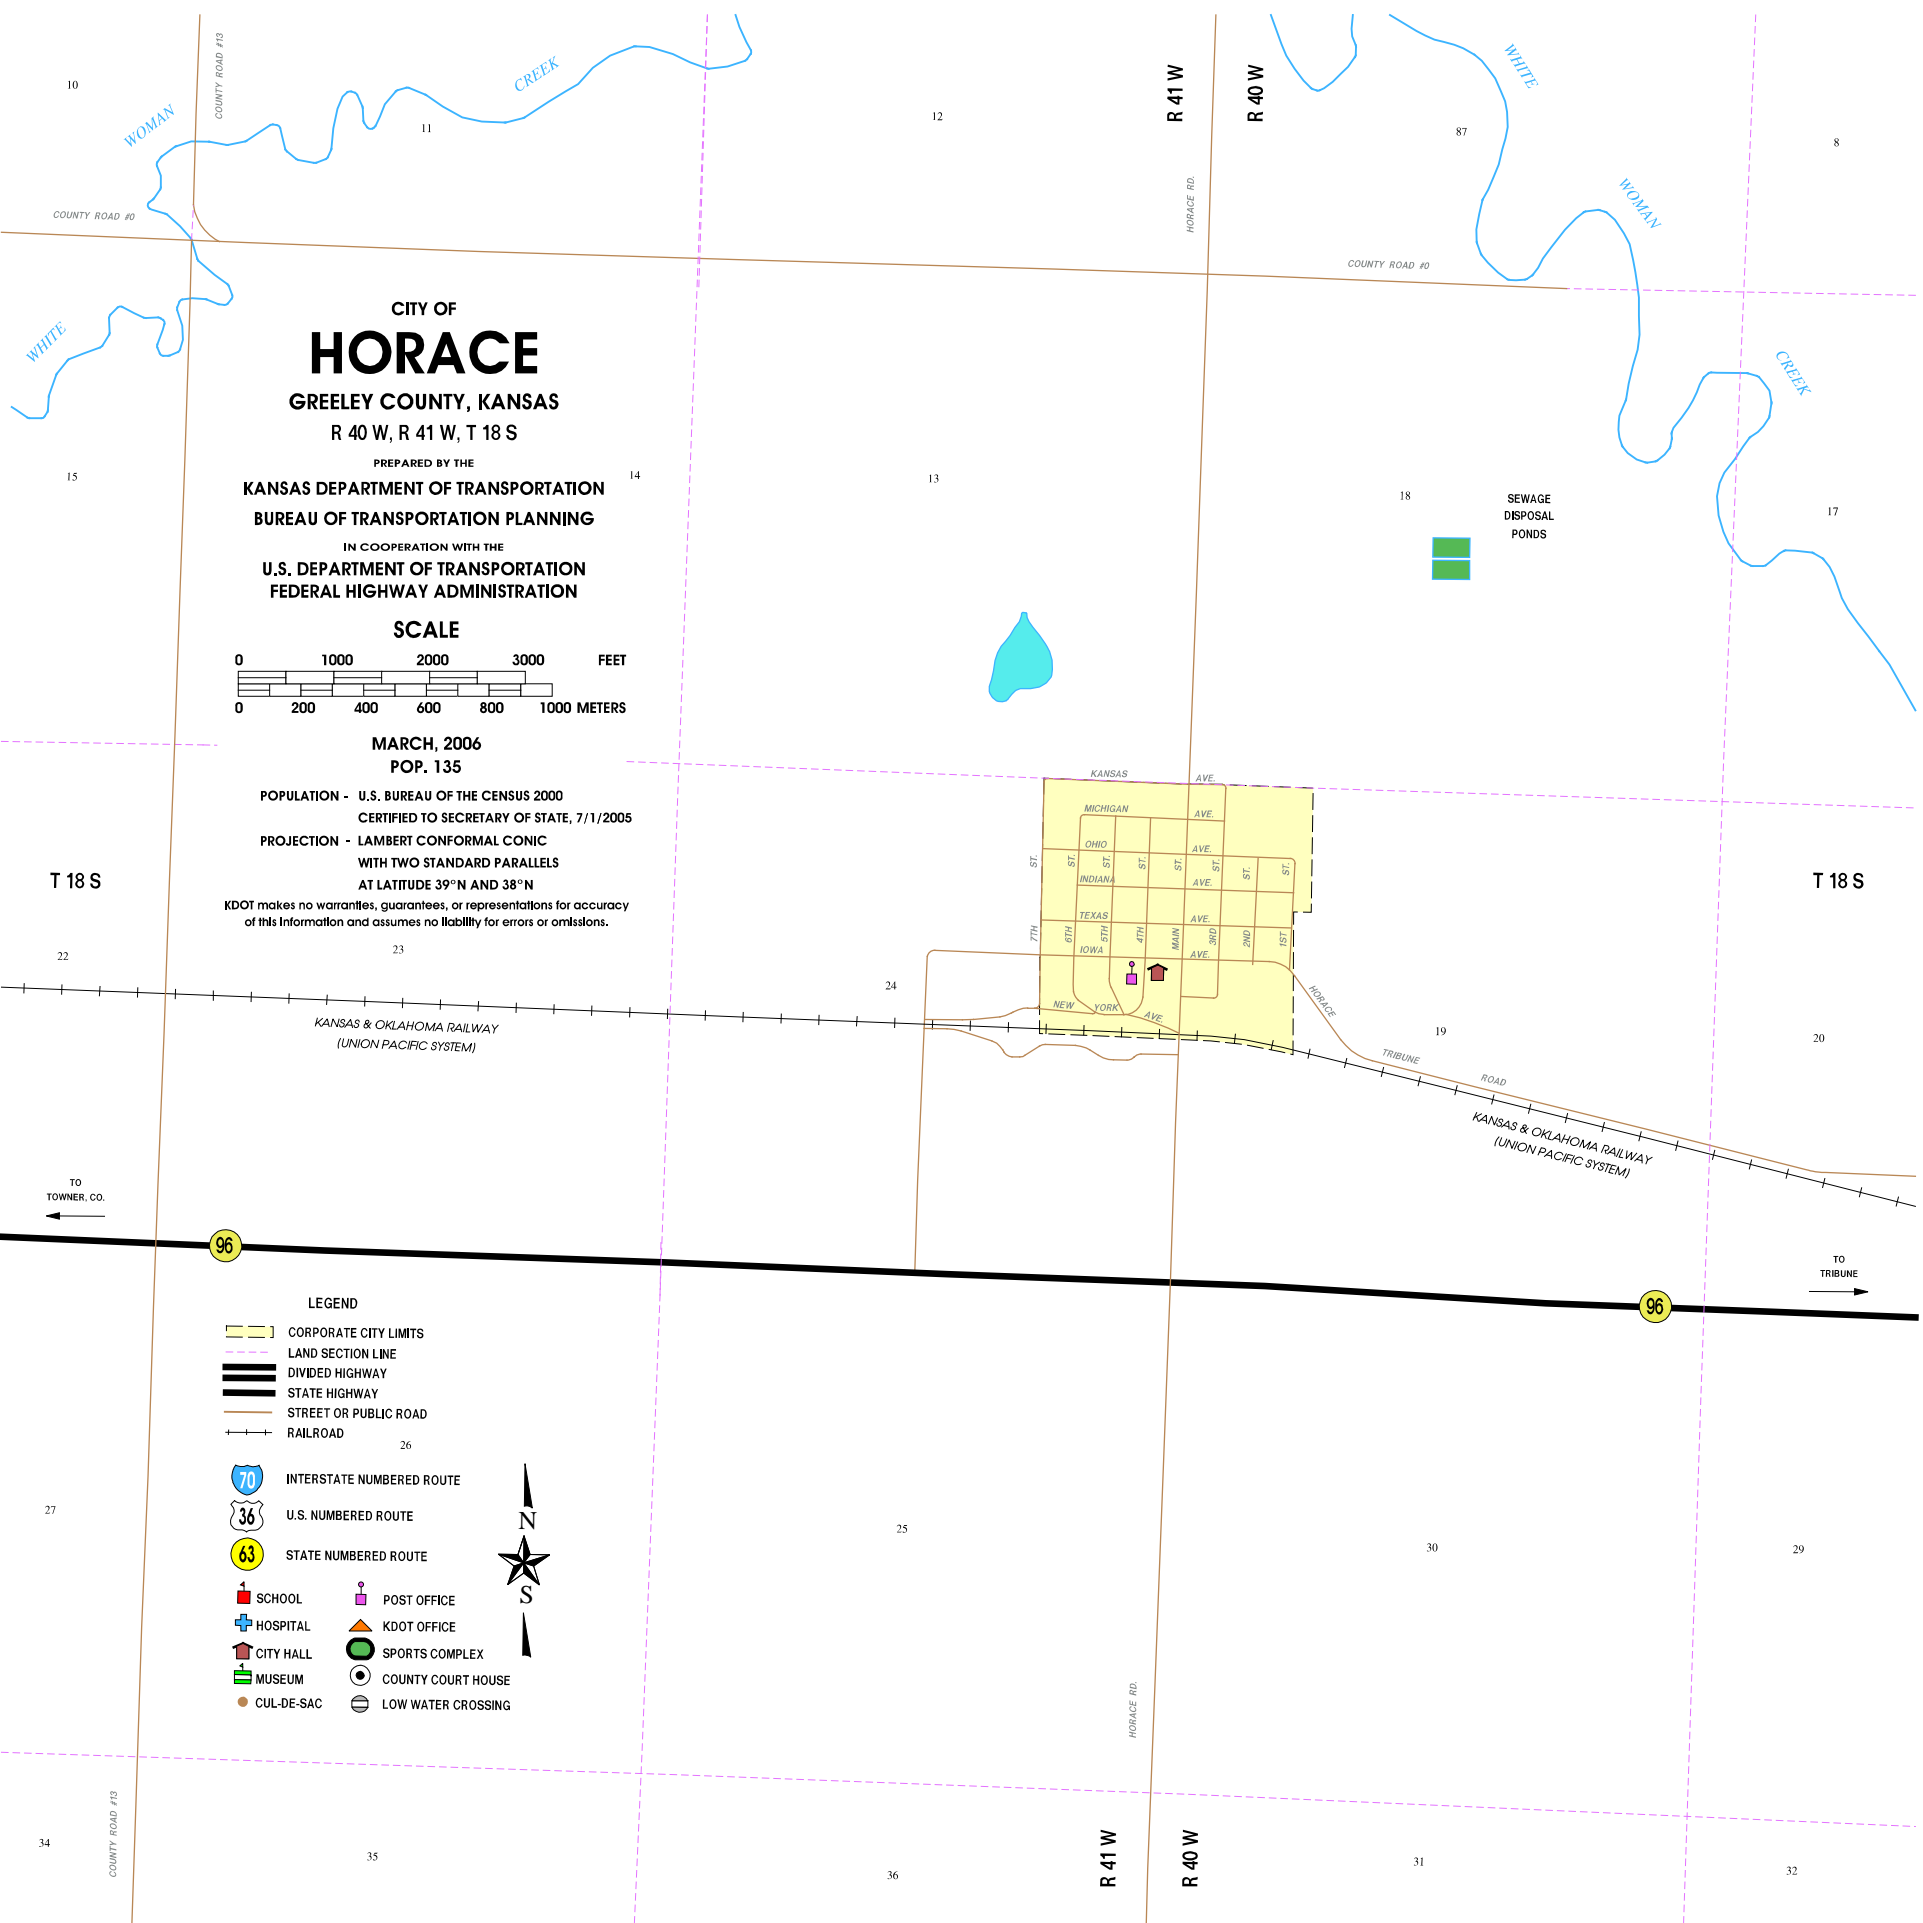 10
COUNTY ROAD #13
WOMAN
11
CREEK
12
R 41 W
R 40 W
WHITE
87
8
COUNTY ROAD #0
HORACE RD.
WOMAN
COUNTY ROAD #0
WHITE
CREEK
CITY OF
HORACE
GREELEY COUNTY, KANSAS
R 40 W, R 41 W, T 18 S
PREPARED BY THE
KANSAS DEPARTMENT OF TRANSPORTATION
BUREAU OF TRANSPORTATION PLANNING
IN COOPERATION WITH THE
U.S. DEPARTMENT OF TRANSPORTATION
FEDERAL HIGHWAY ADMINISTRATION
15
14
13
18
SEWAGE
DISPOSAL
PONDS
17
SCALE
0 1000 2000 3000 FEET
0 200 400 600 800 1000 METERS
MARCH, 2006
POP. 135
POPULATION - U.S. BUREAU OF THE CENSUS 2000
CERTIFIED TO SECRETARY OF STATE, 7/1/2005
PROJECTION - LAMBERT CONFORMAL CONIC
WITH TWO STANDARD PARALLELS
AT LATITUDE 39°N AND 38°N
KDOT makes no warranties, guarantees, or representations for accuracy
of this information and assumes no liability for errors or omissions.
T 18 S
T 18 S
KANSAS AVE.
MICHIGAN AVE.
OHIO AVE.
ST. ST. ST. ST. ST. ST. ST. ST.
INDIANA AVE.
TEXAS AVE.
7TH 6TH 5TH 4TH MAIN 3RD 2ND 1ST
IOWA AVE.
NEW YORK AVE.
HORACE TRIBUNE ROAD
22
23
24
19
20
KANSAS & OKLAHOMA RAILWAY
(UNION PACIFIC SYSTEM)
KANSAS & OKLAHOMA RAILWAY
(UNION PACIFIC SYSTEM)
TO
TOWNER, CO.
96
TO
TRIBUNE
96
LEGEND
CORPORATE CITY LIMITS
LAND SECTION LINE
DIVIDED HIGHWAY
STATE HIGHWAY
STREET OR PUBLIC ROAD
RAILROAD
26
70 INTERSTATE NUMBERED ROUTE
36 U.S. NUMBERED ROUTE
63 STATE NUMBERED ROUTE
N
S
SCHOOL
POST OFFICE
HOSPITAL
KDOT OFFICE
CITY HALL
SPORTS COMPLEX
MUSEUM
COUNTY COURT HOUSE
CUL-DE-SAC
LOW WATER CROSSING
27
25
30
29
HORACE RD.
COUNTY ROAD #13
34
35
36
R 41 W
R 40 W
31
32